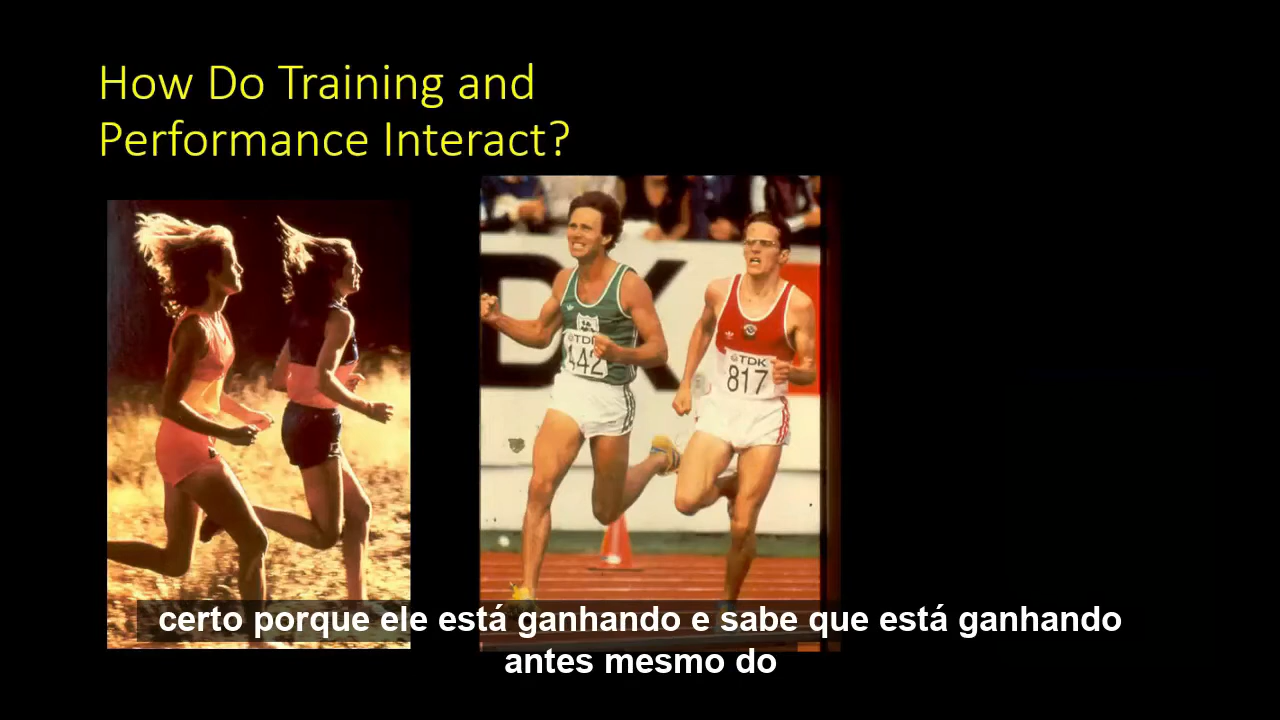 How Do Training and
Performance Interact?
DK
TDK
442
TDK
817
certo porque ele está ganhando e sabe que está ganhando
antes mesmo do